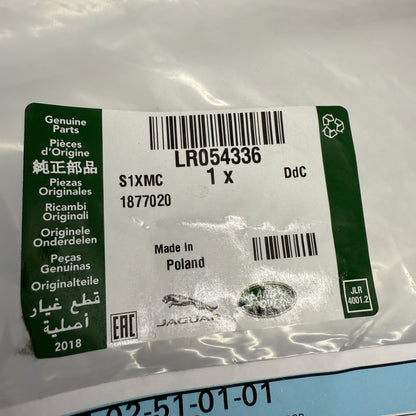 Genuine
Parts
Pièces
d'Origine
純正部品
Piezas
Originales
Ricambi
Originali
Originele
Onderdelen
Peças
Genuínas
Originalteile
قطع غيار
أصلية
2018
LR054336
S1XMC
1 x
DdC
1877020
Made In
Poland
EAC
JAGUAR
JLR
4001.2
02-51-01-01